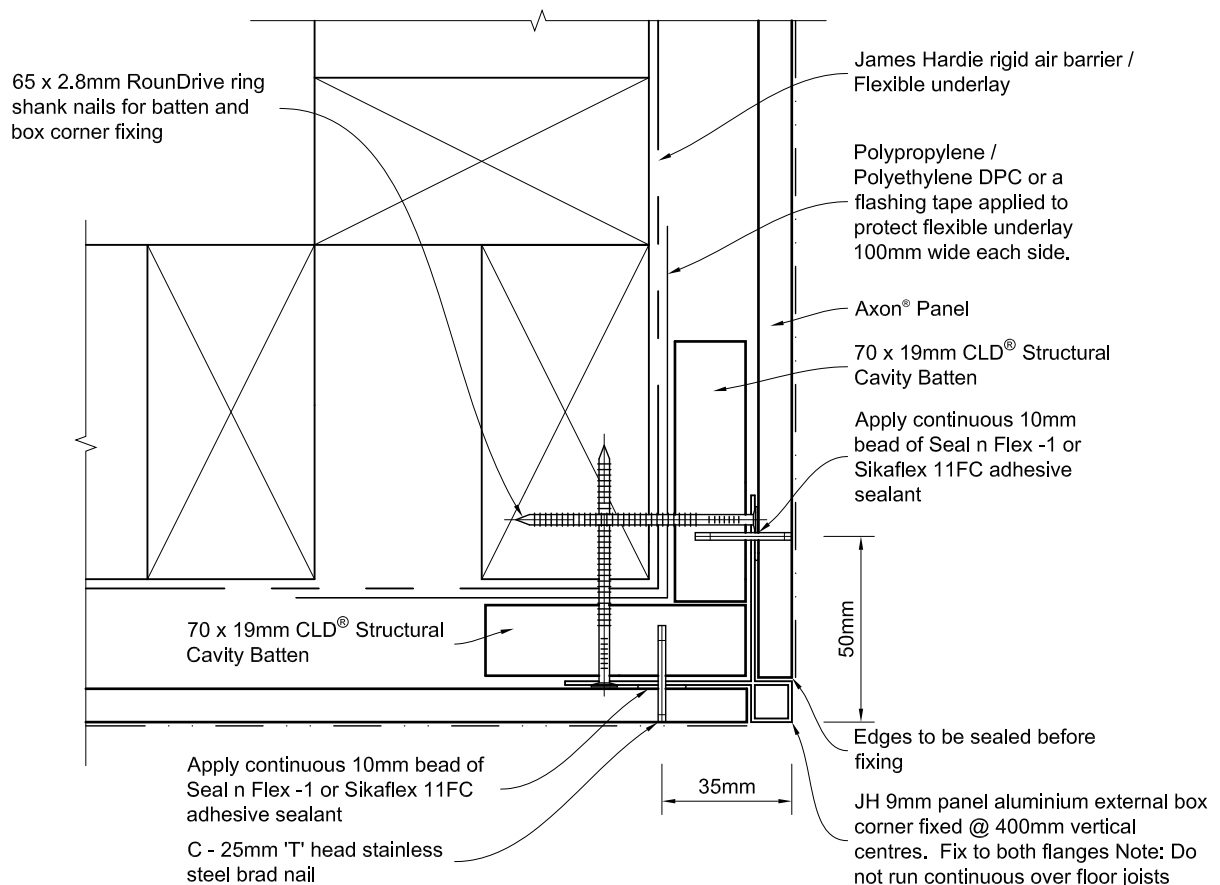 65 x 2.8mm RounDrive ring
shank nails for batten and
box corner fixing
James Hardie rigid air barrier /
Flexible underlay
Polypropylene /
Polyethylene DPC or a
flashing tape applied to
protect flexible underlay
100mm wide each side.
Axon® Panel
70 x 19mm CLD® Structural
Cavity Batten
Apply continuous 10mm
bead of Seal n Flex -1 or
Sikaflex 11FC adhesive
sealant
50mm
70 x 19mm CLD® Structural
Cavity Batten
Edges to be sealed before
fixing
35mm
Apply continuous 10mm bead of
Seal n Flex -1 or Sikaflex 11FC
adhesive sealant
C - 25mm 'T' head stainless
steel brad nail
JH 9mm panel aluminium external box
corner fixed @ 400mm vertical
centres.  Fix to both flanges Note: Do
not run continuous over floor joists